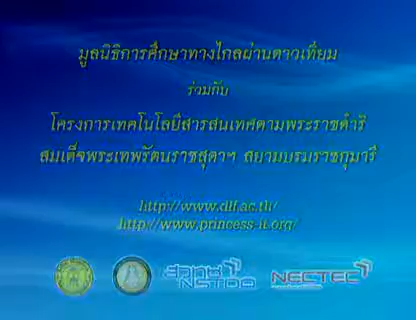 มูลนิธิการศึกษาทางไกลผ่านดาวเทียม
ร่วมกับ
โครงการเทคโนโลยีสารสนเทศตามพระราชดำริ
สมเด็จพระเทพรัตนราชสุดาฯ สยามบรมราชกุมารี
http://www.dlf.ac.th/
http://www.princess-it.org/
สวทช
NSTDA
NECTEC